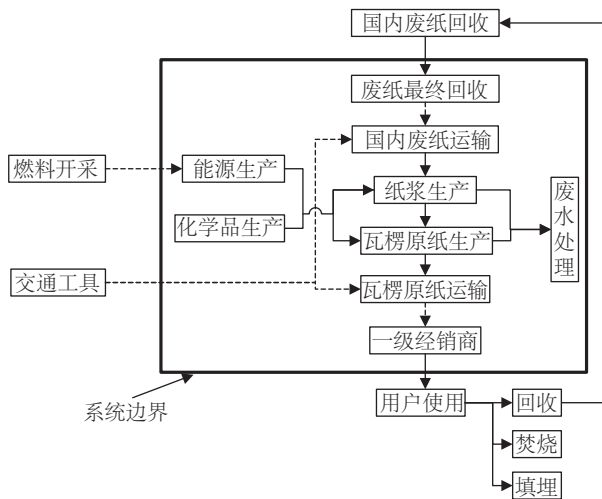 国内废纸回收
废纸最终回收
国内废纸运输
燃料开采
能源生产
纸浆生产
化学品生产
瓦楞原纸生产
废水处理
交通工具
瓦楞原纸运输
一级经销商
系统边界
用户使用
回收
焚烧
填埋